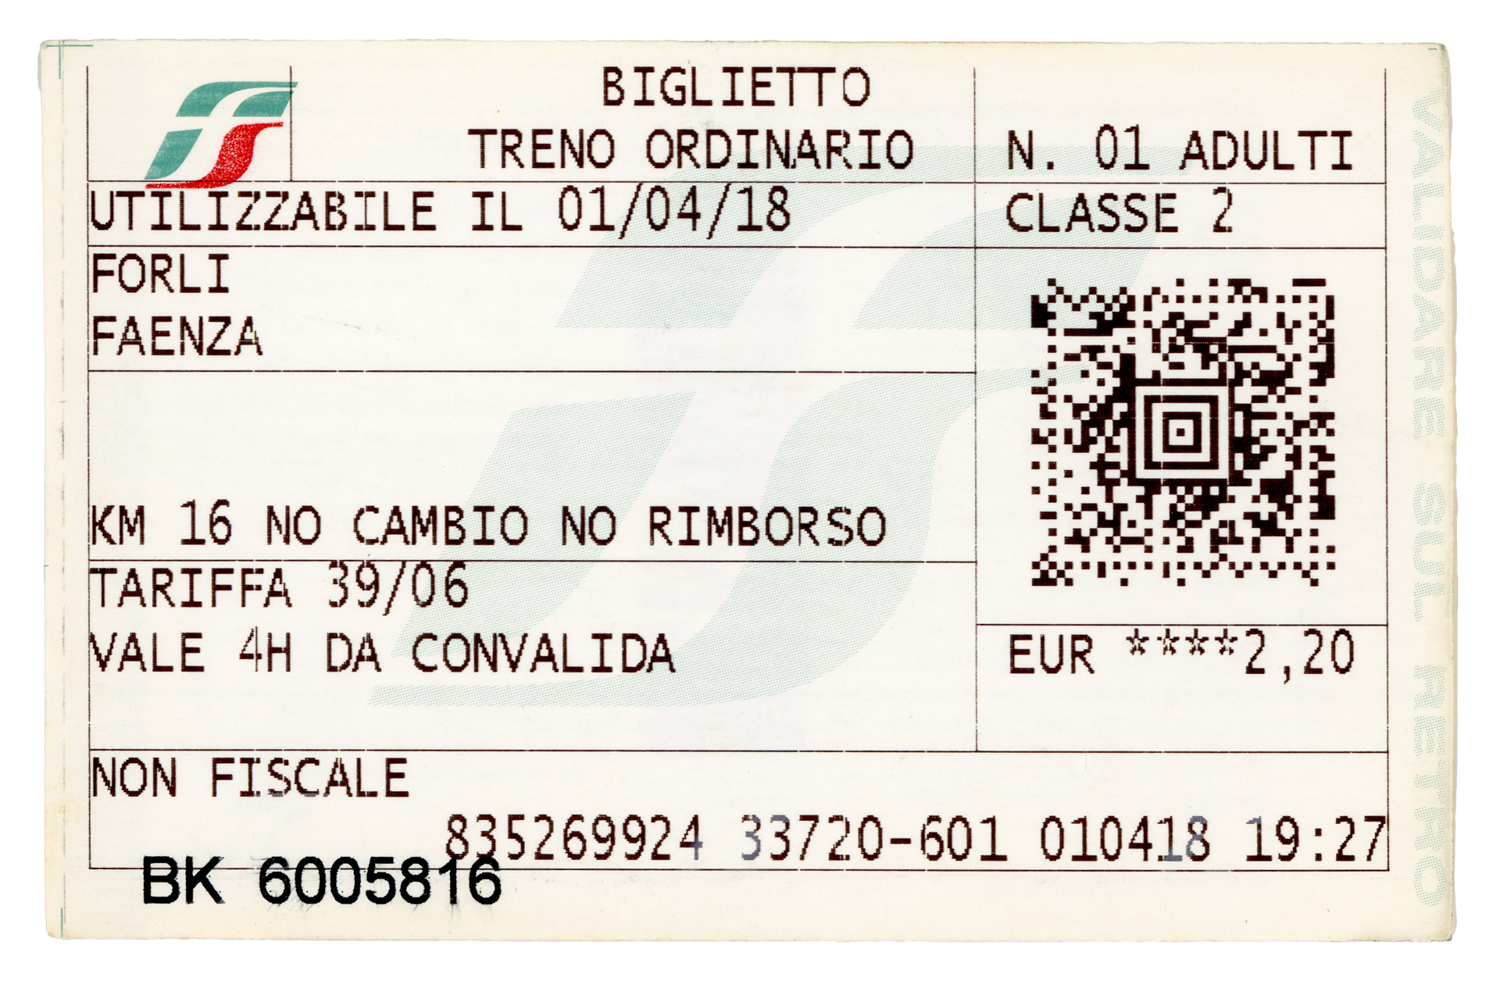 BIGLIETTO
TRENO ORDINARIO
N. 01 ADULTI
UTILIZZABILE IL 01/04/18
CLASSE 2
FORLI
FAENZA
KM 16 NO CAMBIO NO RIMBORSO
TARIFFA 39/06
VALE 4H DA CONVALIDA
EUR ****2,20
NON FISCALE
835269924 33720-601 010418 19:27
BK 6005816
VALIDARE SUL RETRO